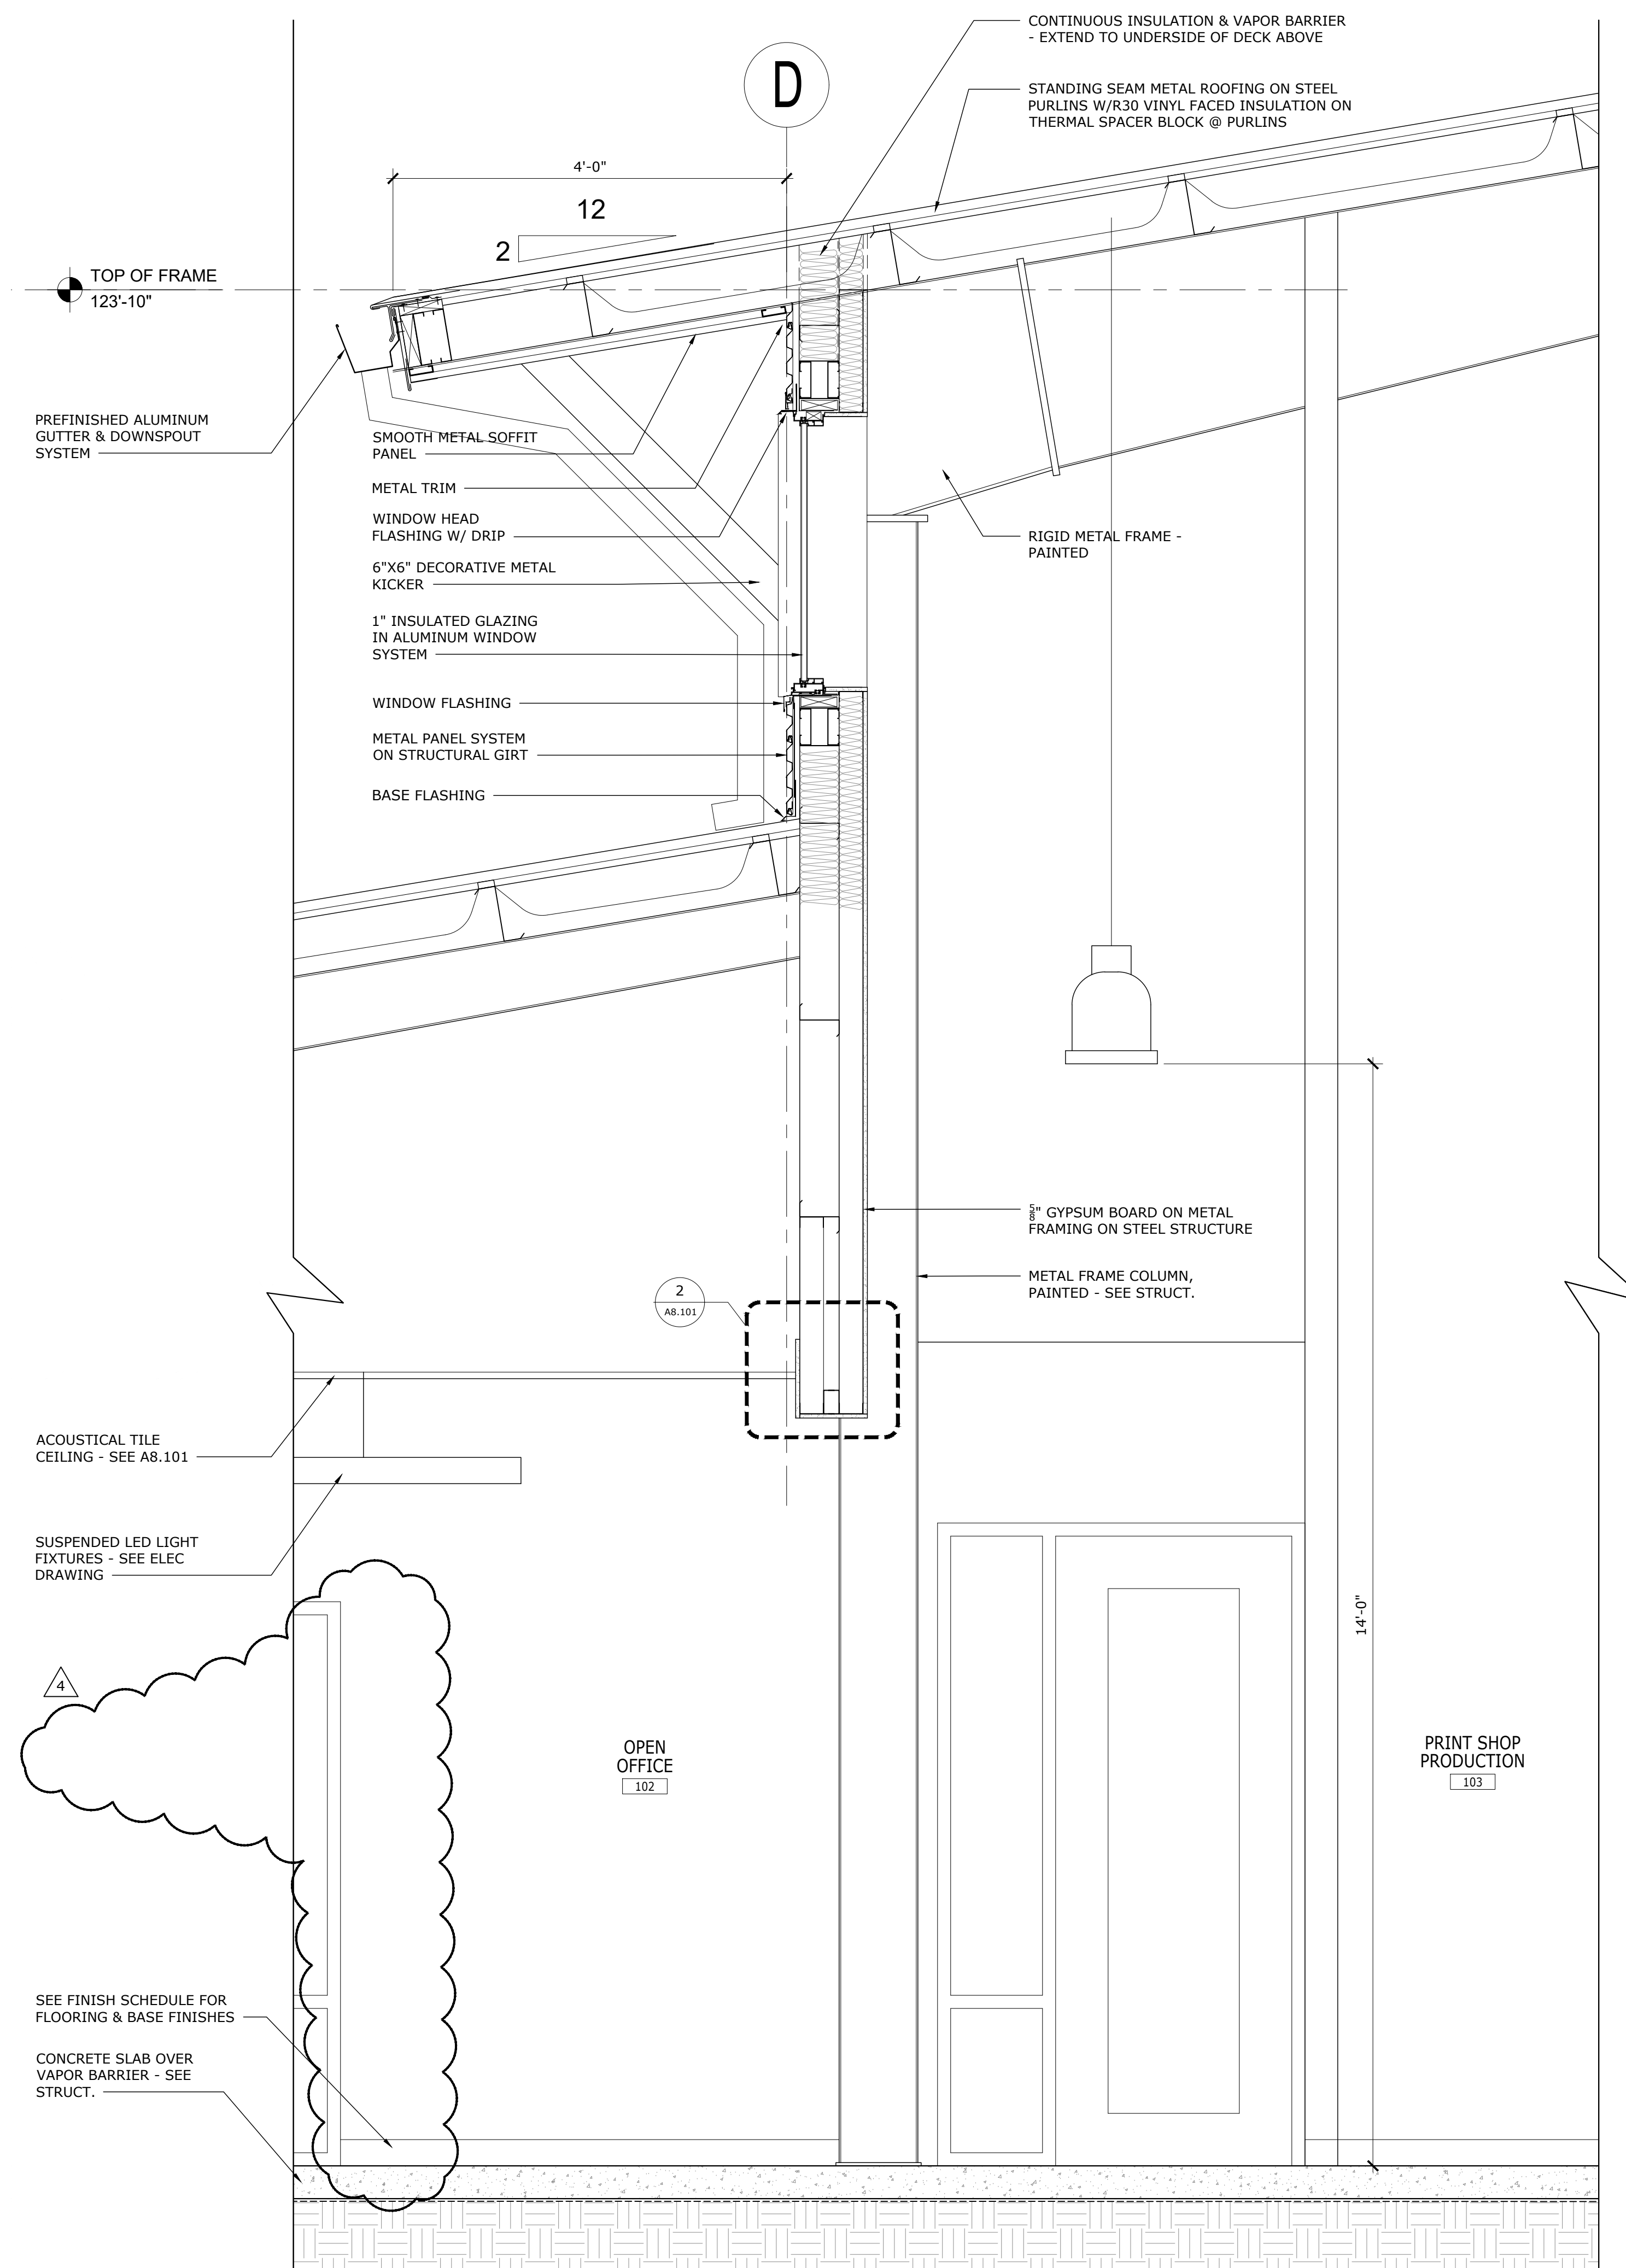 CONTINUOUS INSULATION & VAPOR BARRIER
- EXTEND TO UNDERSIDE OF DECK ABOVE
D
STANDING SEAM METAL ROOFING ON STEEL
PURLINS W/R30 VINYL FACED INSULATION ON
THERMAL SPACER BLOCK @ PURLINS
4'-0"
12
2
TOP OF FRAME
123'-10"
PREFINISHED ALUMINUM
GUTTER & DOWNSPOUT
SYSTEM
SMOOTH METAL SOFFIT
PANEL
METAL TRIM
WINDOW HEAD
FLASHING W/ DRIP
RIGID METAL FRAME -
PAINTED
6"X6" DECORATIVE METAL
KICKER
1" INSULATED GLAZING
IN ALUMINUM WINDOW
SYSTEM
WINDOW FLASHING
METAL PANEL SYSTEM
ON STRUCTURAL GIRT
BASE FLASHING
5/8" GYPSUM BOARD ON METAL
FRAMING ON STEEL STRUCTURE
METAL FRAME COLUMN,
PAINTED - SEE STRUCT.
2
A8.101
ACOUSTICAL TILE
CEILING - SEE A8.101
SUSPENDED LED LIGHT
FIXTURES - SEE ELEC
DRAWING
14'-0"
4
OPEN
OFFICE
102
PRINT SHOP
PRODUCTION
103
SEE FINISH SCHEDULE FOR
FLOORING & BASE FINISHES
CONCRETE SLAB OVER
VAPOR BARRIER - SEE
STRUCT.